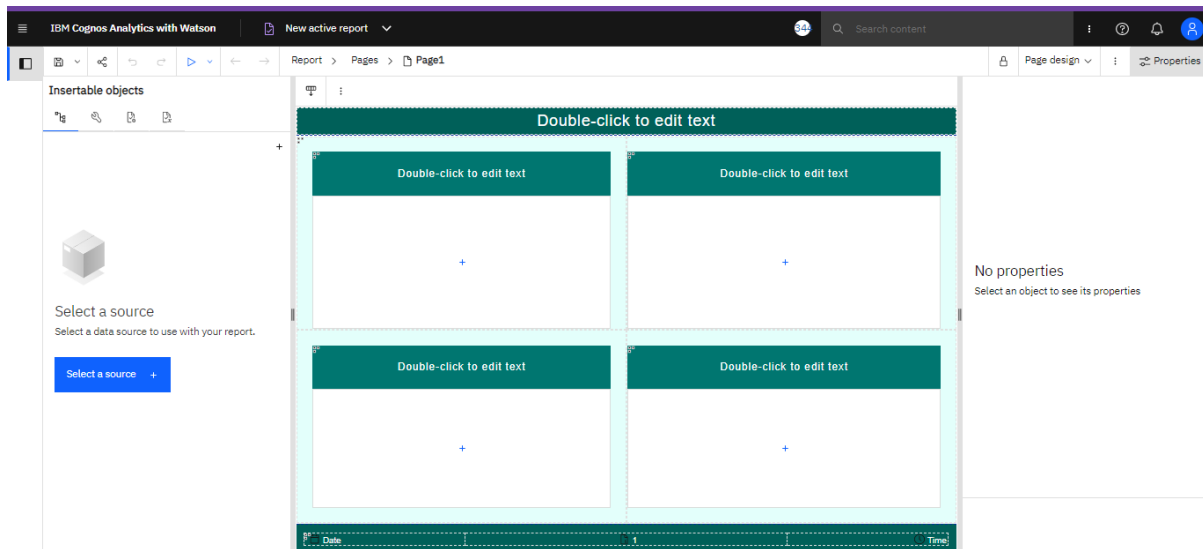 IBM Cognos Analytics with Watson
New active report
Search content
Report > Pages > Page1
Page design
Properties
Insertable objects
Double-click to edit text
Double-click to edit text
Double-click to edit text
Select a source
Select a data source to use with your report.
Select a source +
No properties
Select an object to see its properties
Double-click to edit text
Double-click to edit text
Date
1
Time